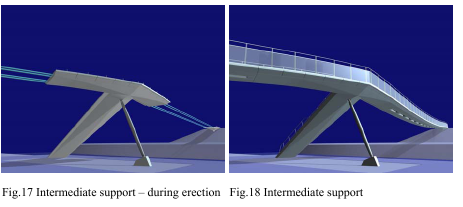 Fig.17 Intermediate support – during erection
Fig.18 Intermediate support